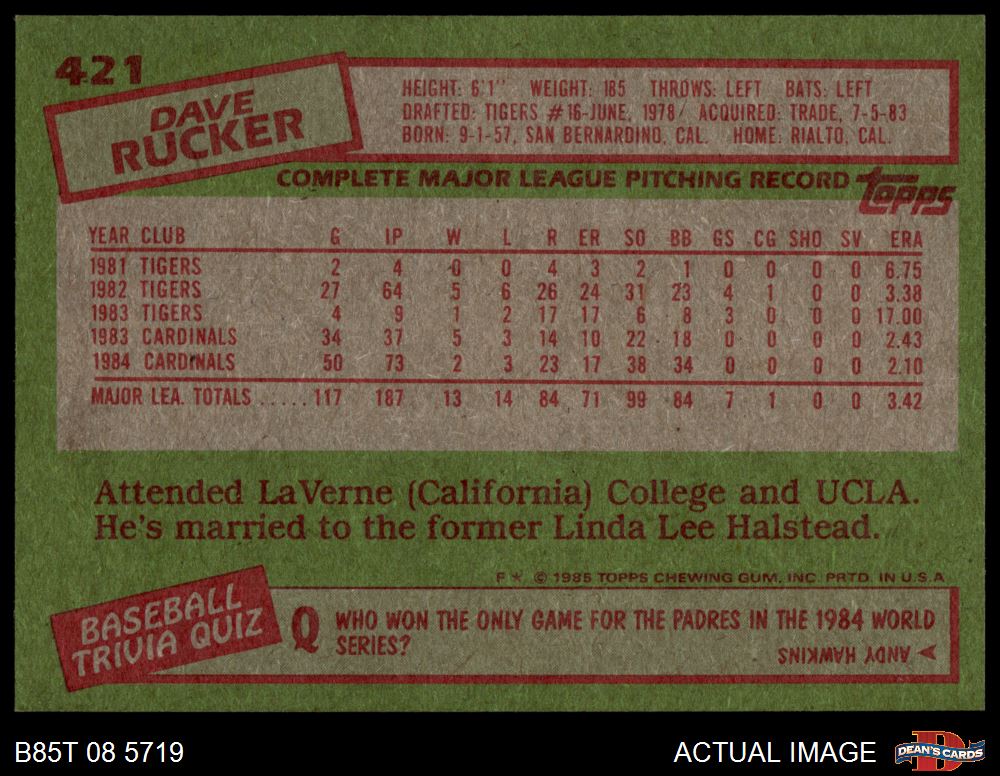 421
DAVE
RUCKER
HEIGHT: 6'1" WEIGHT: 185 THROWS: LEFT BATS: LEFT
DRAFTED: TIGERS #16-JUNE, 1978/ ACQUIRED: TRADE, 7-5-83
BORN: 9-1-57, SAN BERNARDINO, CAL. HOME: RIALTO, CAL.
COMPLETE MAJOR LEAGUE PITCHING RECORD
TOPPS
YEAR CLUB G IP W L R ER SO BB GS CG SHO SV ERA
1981 TIGERS 2 4 0 0 4 3 2 1 0 0 0 0 6.75
1982 TIGERS 27 64 5 6 26 24 31 23 4 1 0 0 3.38
1983 TIGERS 4 9 1 2 17 17 6 8 3 0 0 0 17.00
1983 CARDINALS 34 37 5 3 14 10 22 18 0 0 0 0 2.43
1984 CARDINALS 50 73 2 3 23 17 38 34 0 0 0 0 2.10
MAJOR LEA. TOTALS ..... 117 187 13 14 84 71 99 84 7 1 0 0 3.42
Attended LaVerne (California) College and UCLA.
He's married to the former Linda Lee Halstead.
F* © 1985 TOPPS CHEWING GUM, INC. PRTD. IN U.S.A.
BASEBALL
TRIVIA QUIZ
Q WHO WON THE ONLY GAME FOR THE PADRES IN THE 1984 WORLD
SERIES?
ANDY HAWKINS
B85T 08 5719
ACTUAL IMAGE
D
DEAN'S CARDS